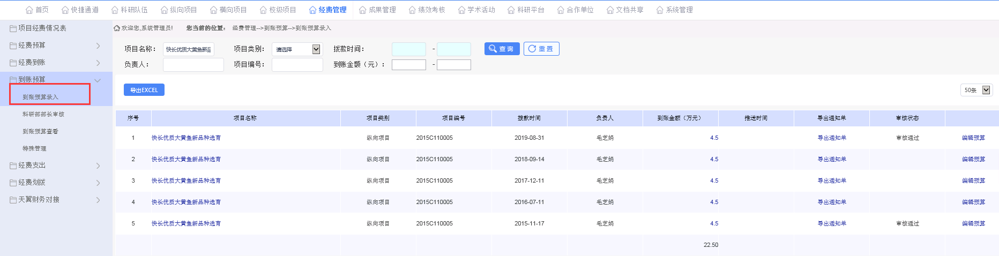 首页 快捷通道 科研队伍 纵向项目 横向项目 校级项目 经费管理 成果管理 绩效考核 学术活动 科研平台 合作单位 文档共享 系统管理
项目经费情况表
经费预算
经费到账
到账预算
到账预算录入
科研部部长审核
到账预算查看
特殊管理
经费支出
经费划拨
天翼财务对接
欢迎您,系统管理员! 您当前的位置: 经费管理-->到账预算-->到账预算录入
项目名称: 快长优质大黄鱼新品 项目类别: 请选择 拨款时间: - 查询 重置
负责人: 项目编号: 到账金额（元）: -
导出EXCEL 50条
序号 项目名称 项目类别 项目编号 拨款时间 负责人 到账金额（万元） 推送时间 导出通知单 审核状态
1 快长优质大黄鱼新品种选育 纵向项目 2015C110005 2019-08-31 毛芝娟 4.5 导出通知单 审核通过 编辑预算
2 快长优质大黄鱼新品种选育 纵向项目 2015C110005 2018-09-14 毛芝娟 4.5 导出通知单 编辑预算
3 快长优质大黄鱼新品种选育 纵向项目 2015C110005 2017-12-11 毛芝娟 4.5 导出通知单 编辑预算
4 快长优质大黄鱼新品种选育 纵向项目 2015C110005 2016-07-11 毛芝娟 4.5 导出通知单 编辑预算
5 快长优质大黄鱼新品种选育 纵向项目 2015C110005 2015-11-17 毛芝娟 4.5 导出通知单 审核通过 编辑预算
22.50